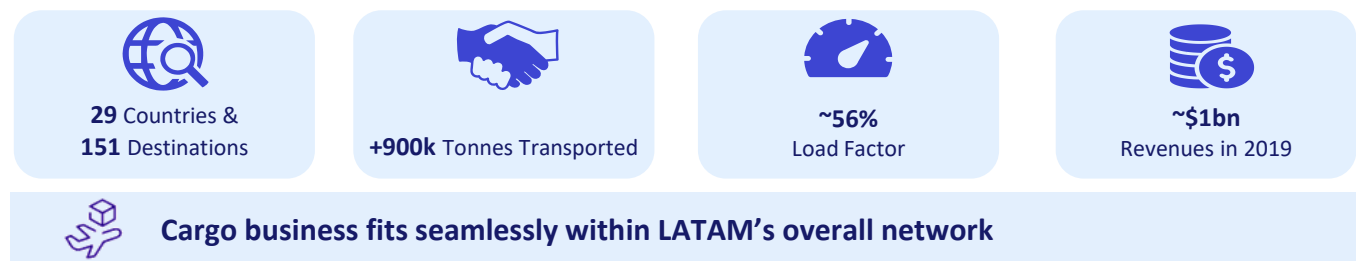 29 Countries &
151 Destinations
+900k Tonnes Transported
~56%
Load Factor
~$1bn
Revenues in 2019
$
Cargo business fits seamlessly within LATAM's overall network